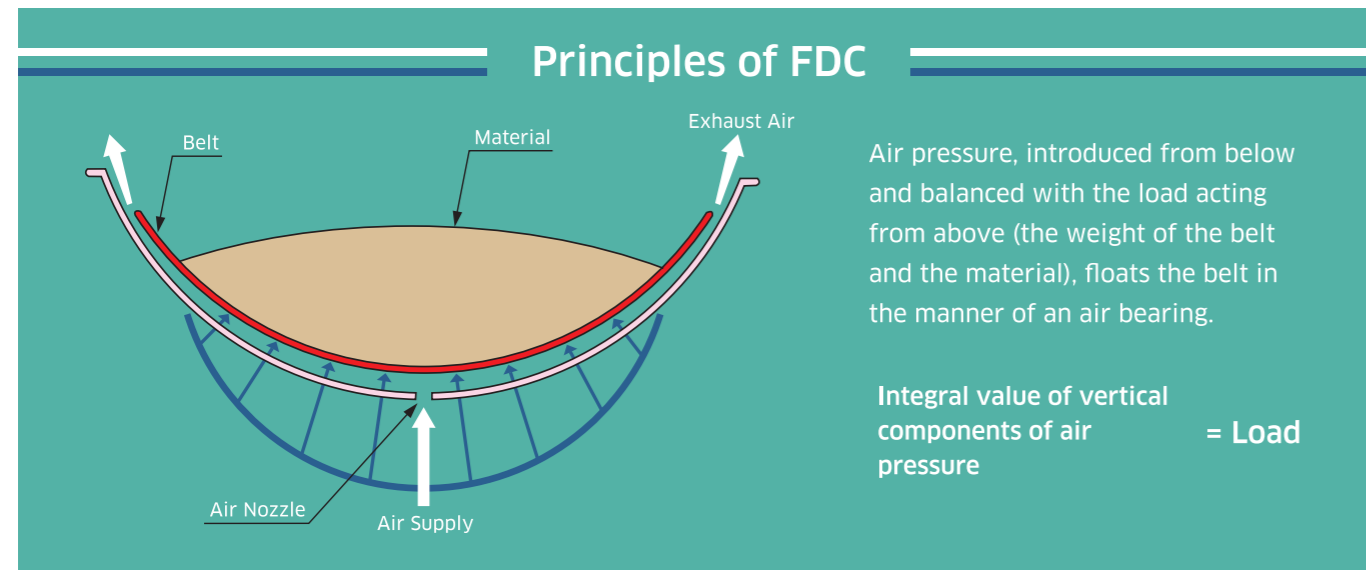 Principles of FDC
Belt
Material
Exhaust Air
Air Nozzle
Air Supply
Air pressure, introduced from below
and balanced with the load acting
from above (the weight of the belt
and the material), floats the belt in
the manner of an air bearing.
Integral value of vertical
components of air
pressure
= Load